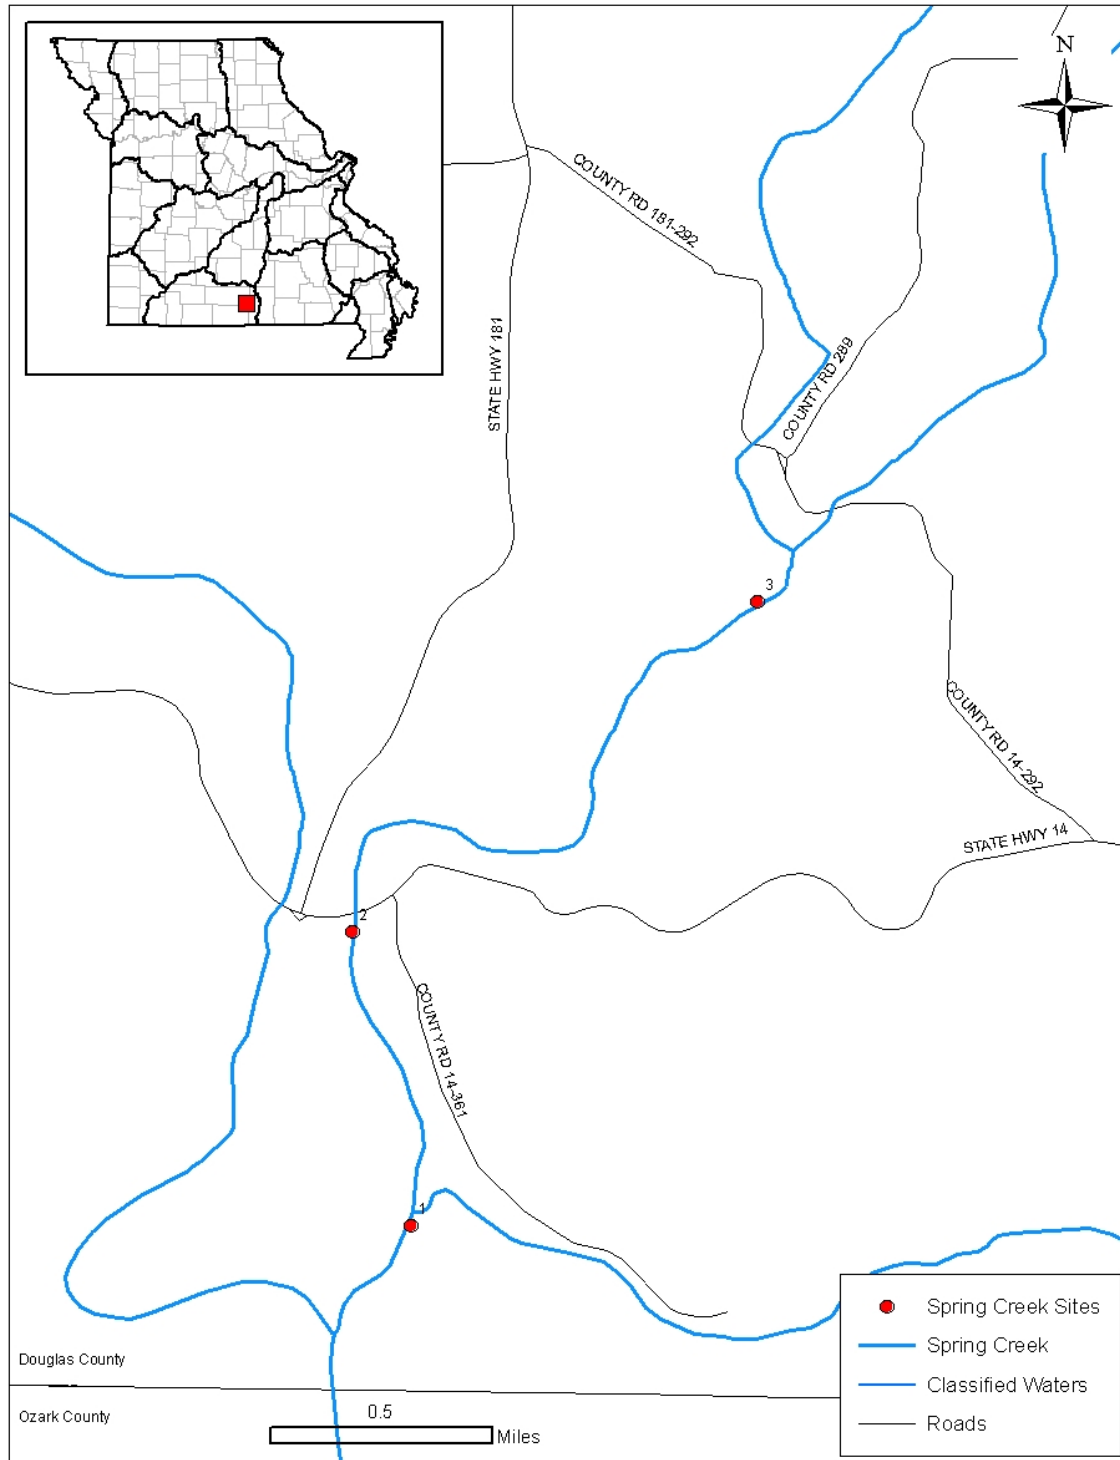 N
COUNTY RD 181-292
STATE HWY 181
COUNTY RD 289
3
COUNTY RD 14-292
STATE HWY 14
2
COUNTY RD 14-361
1
Douglas County
Ozark County
0.5
Miles
Spring Creek Sites
Spring Creek
Classified Waters
Roads